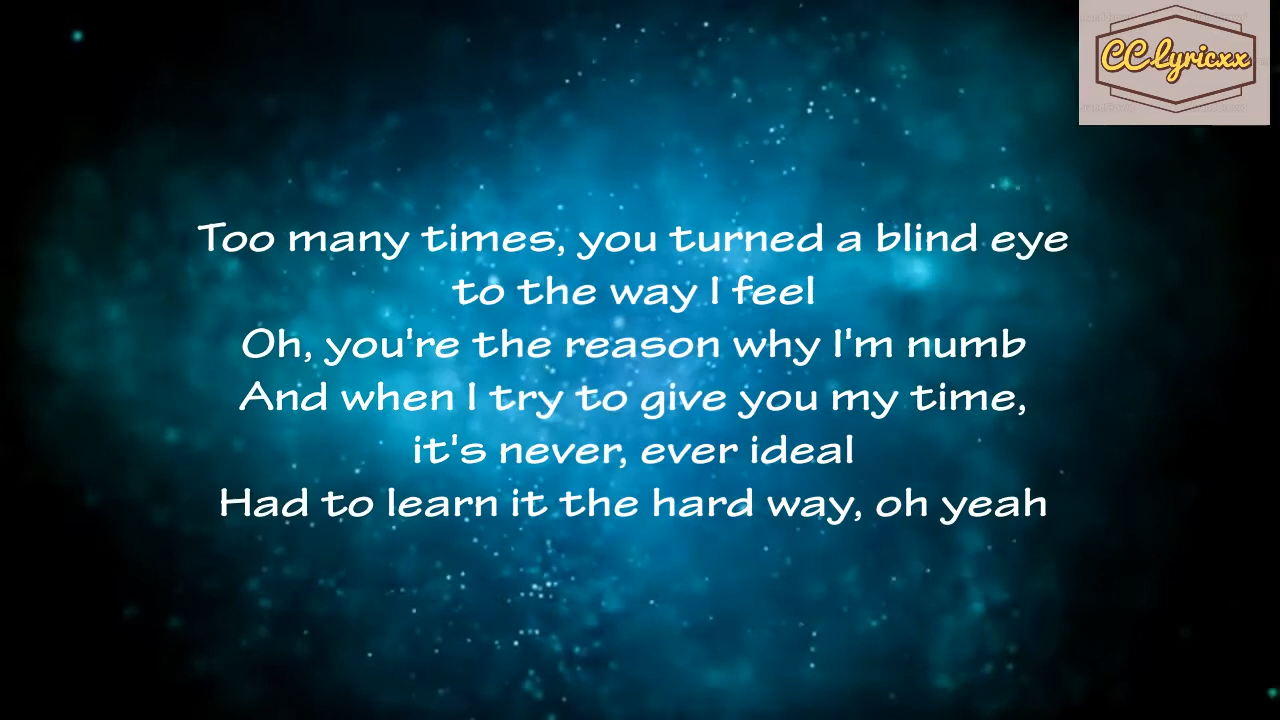 CC Lyricxx
Too many times, you turned a blind eye
to the way I feel
Oh, you're the reason why I'm numb
And when I try to give you my time,
it's never, ever ideal
Had to learn it the hard way, oh yeah